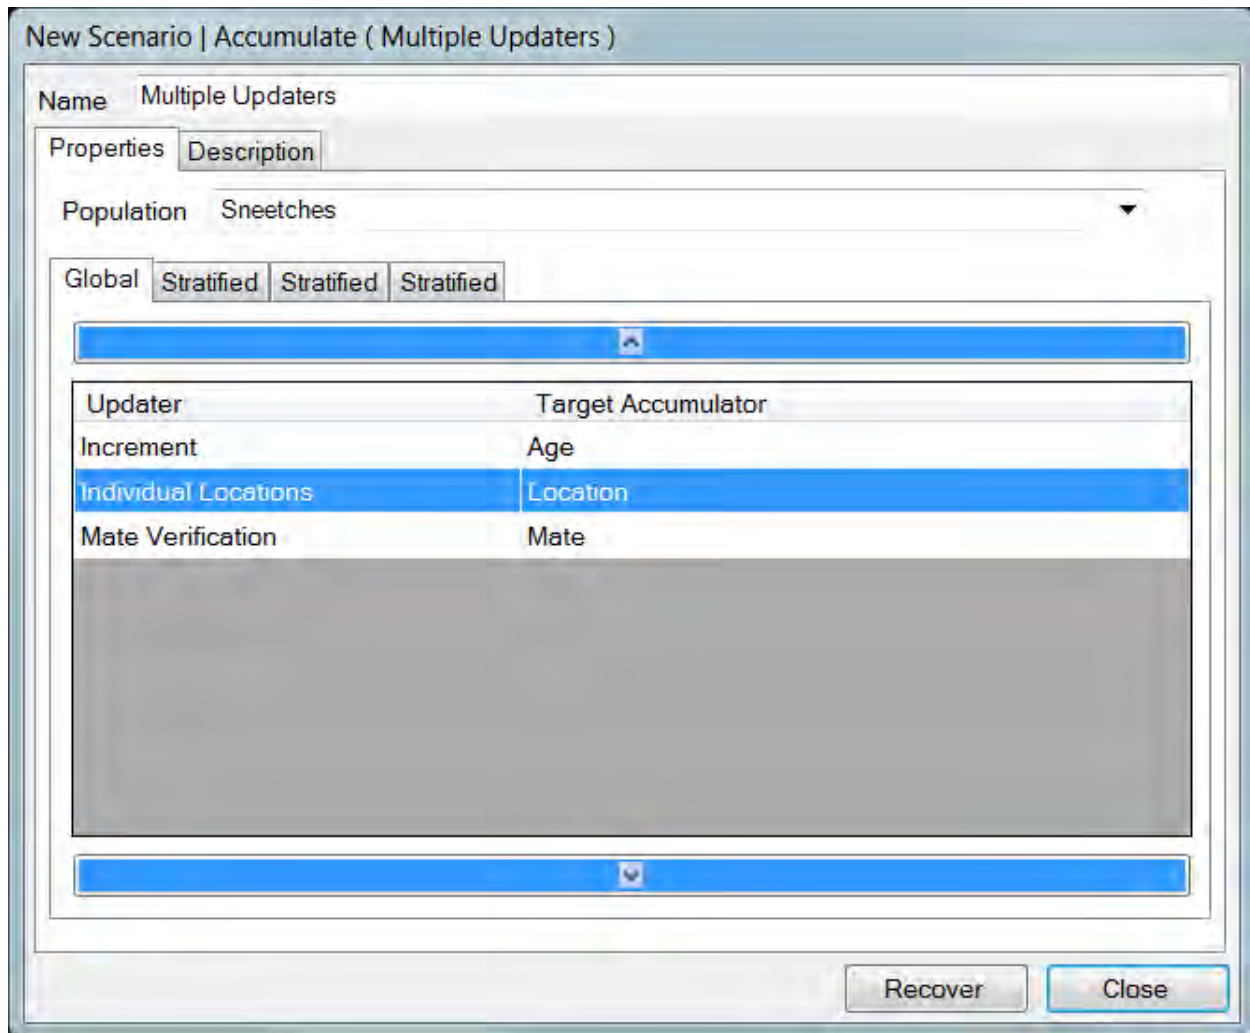 New Scenario | Accumulate ( Multiple Updaters )
Name Multiple Updaters
Properties Description
Population Sneetches
Global Stratified Stratified Stratified
Updater Target Accumulator
Increment Age
Individual Locations Location
Mate Verification Mate
Recover Close